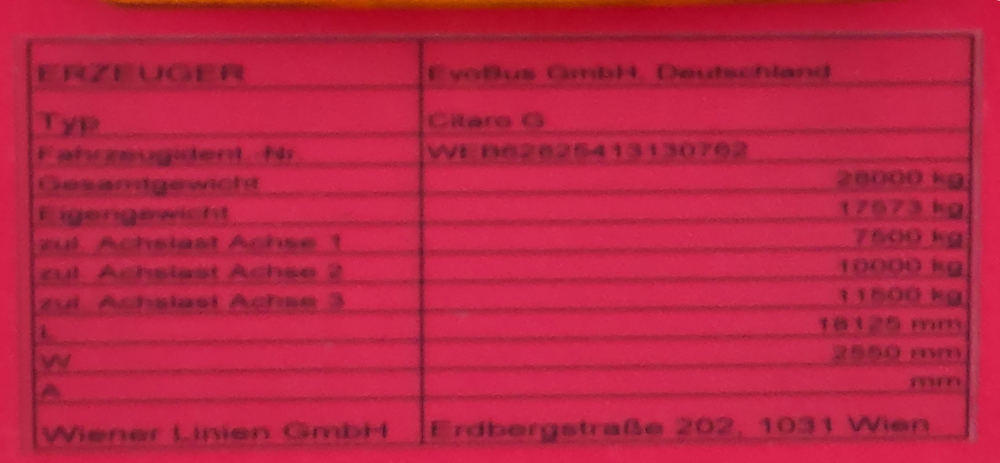 ERZEUGER EvoBus GmbH, Deutschland
Typ Citaro G
Fahrzeugident. Nr. WEB62825413130762
Gesamtgewicht 28000 kg
Eigengewicht 17573 kg
zul. Achslast Achse 1 7500 kg
zul. Achslast Achse 2 10000 kg
zul. Achslast Achse 3 11500 kg
L 18125 mm
W 2550 mm
A mm
Wiener Linien GmbH Erdbergstraße 202, 1031 Wien